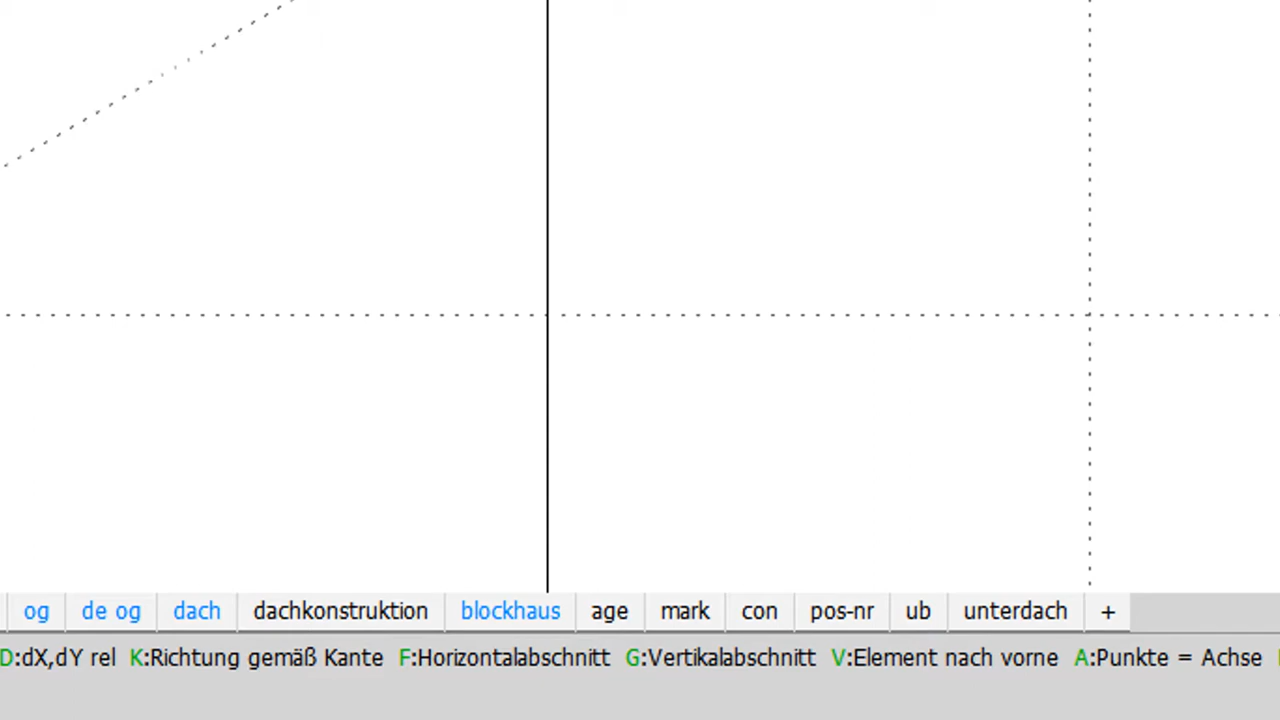 og de og dach dachkonstruktion blockhaus age mark con pos-nr ub unterdach +
D:dX,dY rel K:Richtung gemäß Kante F:Horizontalabschnitt G:Vertikalabschnitt V:Element nach vorne A:Punkte = Achse